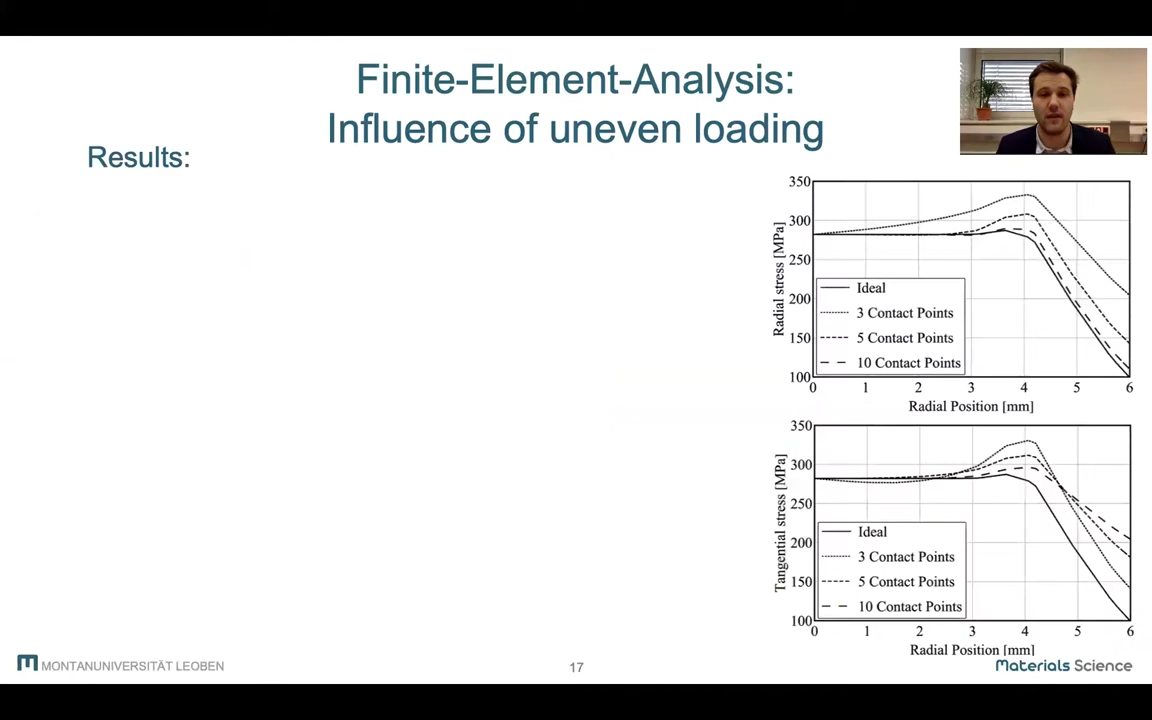 Finite-Element-Analysis:
Influence of uneven loading
Results:
350
300
250
200
150
100
Radial stress [MPa]
Ideal
3 Contact Points
5 Contact Points
10 Contact Points
0 1 2 3 4 5 6
Radial Position [mm]
350
300
250
200
150
100
Tangential stress [MPa]
Ideal
3 Contact Points
5 Contact Points
10 Contact Points
0 1 2 3 4 5 6
Radial Position [mm]
MONTANUNIVERSITÄT LEOBEN
17
Materials Science